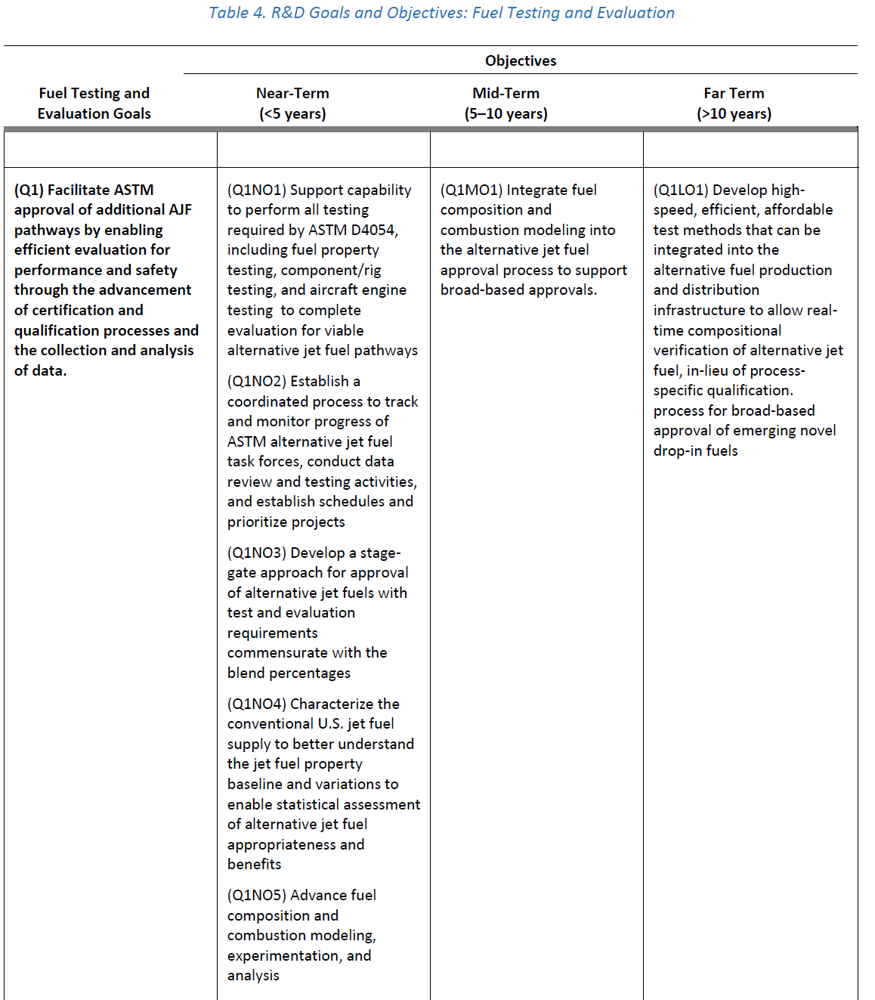 Table 4. R&D Goals and Objectives: Fuel Testing and Evaluation
Objectives
Fuel Testing and
Evaluation Goals
Near-Term
(<5 years)
Mid-Term
(5–10 years)
Far Term
(>10 years)
(Q1) Facilitate ASTM
approval of additional AJF
pathways by enabling
efficient evaluation for
performance and safety
through the advancement
of certification and
qualification processes and
the collection and analysis
of data.
(Q1NO1) Support capability
to perform all testing
required by ASTM D4054,
including fuel property
testing, component/rig
testing, and aircraft engine
testing  to complete
evaluation for viable
alternative jet fuel pathways
(Q1NO2) Establish a
coordinated process to track
and monitor progress of
ASTM alternative jet fuel
task forces, conduct data
review and testing activities,
and establish schedules and
prioritize projects
(Q1NO3) Develop a stage-
gate approach for approval
of alternative jet fuels with
test and evaluation
requirements
commensurate with the
blend percentages
(Q1NO4) Characterize the
conventional U.S. jet fuel
supply to better understand
the jet fuel property
baseline and variations to
enable statistical assessment
of alternative jet fuel
appropriateness and
benefits
(Q1NO5) Advance fuel
composition and
combustion modeling,
experimentation, and
analysis
(Q1MO1) Integrate fuel
composition and
combustion modeling into
the alternative jet fuel
approval process to support
broad-based approvals.
(Q1LO1) Develop high-
speed, efficient, affordable
test methods that can be
integrated into the
alternative fuel production
and distribution
infrastructure to allow real-
time compositional
verification of alternative jet
fuel, in-lieu of process-
specific qualification.
process for broad-based
approval of emerging novel
drop-in fuels